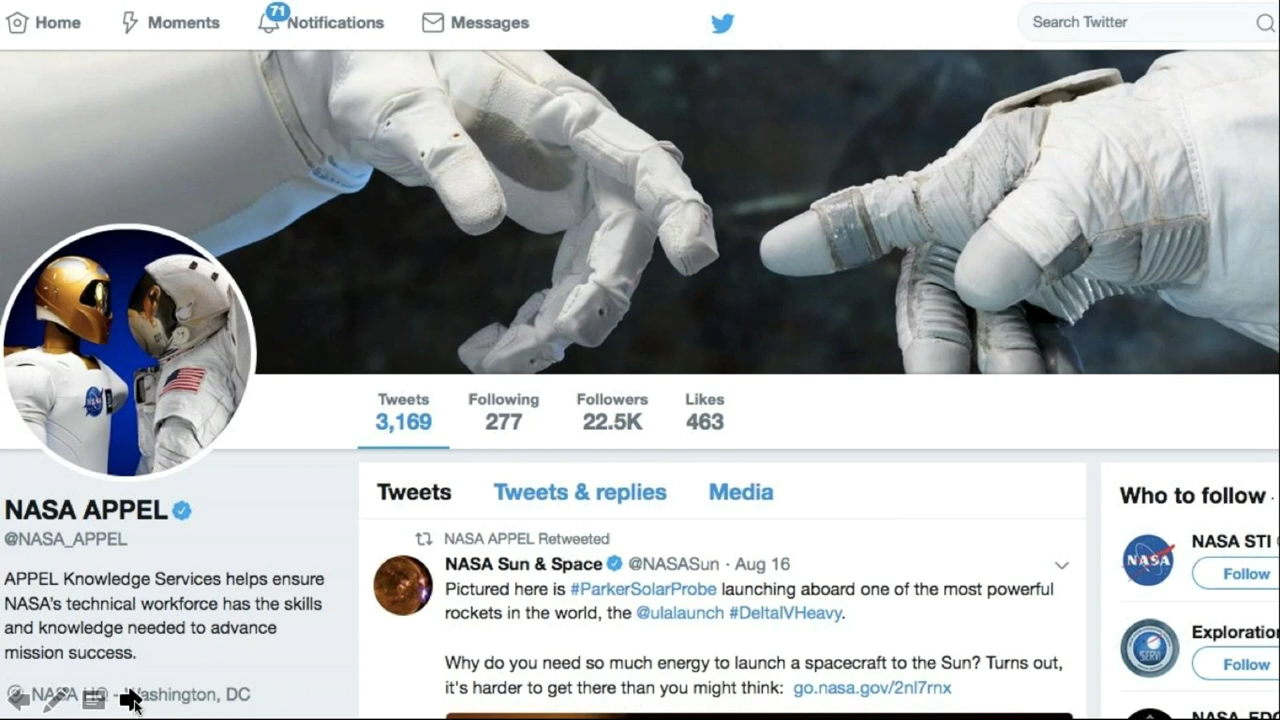 Home
Moments
71
Notifications
Messages
Search Twitter
Tweets
3,169
Following
277
Followers
22.5K
Likes
463
NASA APPEL
@NASA_APPEL
APPEL Knowledge Services helps ensure
NASA's technical workforce has the skills
and knowledge needed to advance
mission success.
NASA HQ - Washington, DC
Tweets
Tweets & replies
Media
NASA APPEL Retweeted
NASA Sun & Space @NASASun · Aug 16
Pictured here is #ParkerSolarProbe launching aboard one of the most powerful
rockets in the world, the @ulalaunch #DeltaIVHeavy.
Why do you need so much energy to launch a spacecraft to the Sun? Turns out,
it's harder to get there than you might think: go.nasa.gov/2nl7rnx
Who to follow ·
NASA
NASA STI
Follow
SERVI
Exploration
Follow